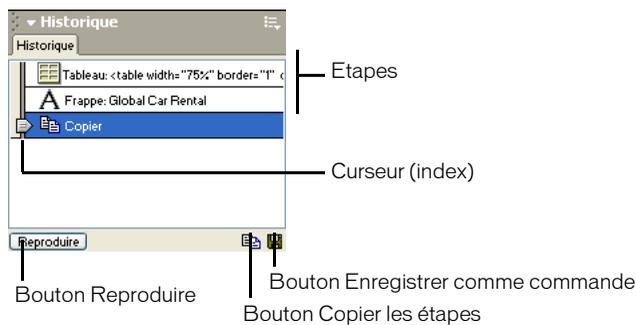 Historique
Historique
Tableau: <table width="75%" border="1" c
Etapes
Frappe: Global Car Rental
Copier
Curseur (index)
Reproduire
Bouton Enregistrer comme commande
Bouton Reproduire
Bouton Copier les étapes